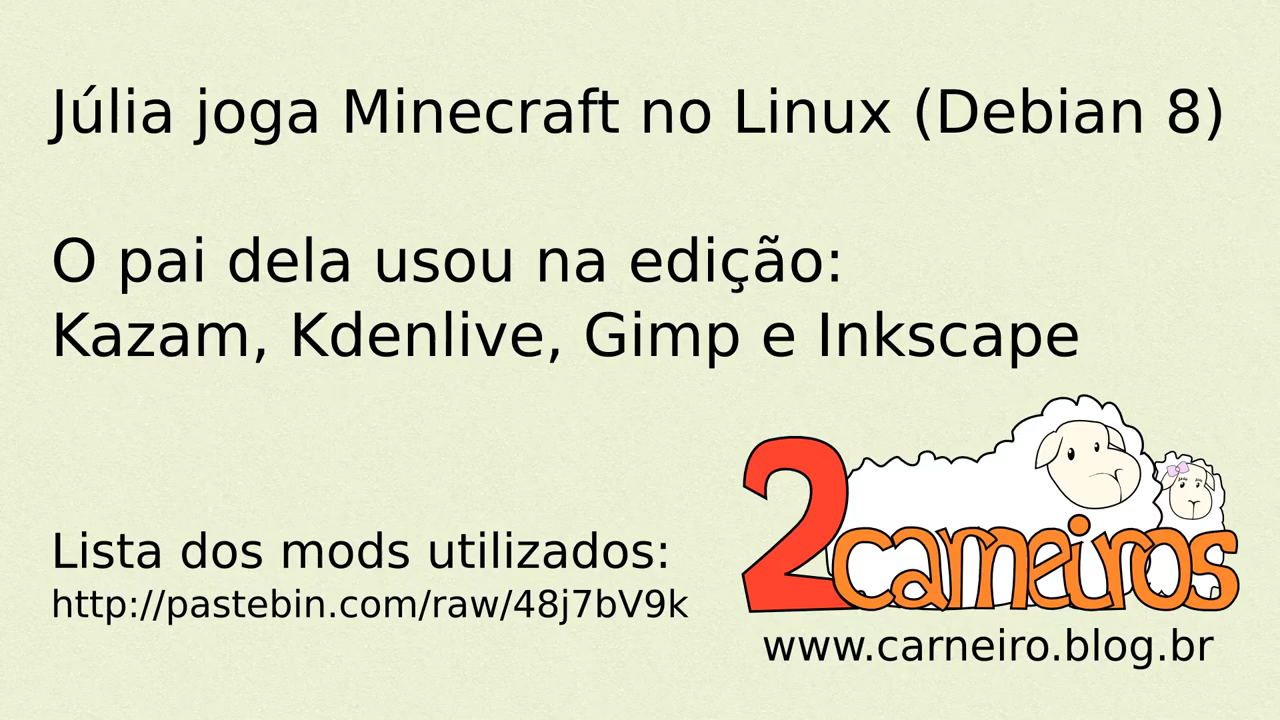 Júlia joga Minecraft no Linux (Debian 8)
O pai dela usou na edição:
Kazam, Kdenlive, Gimp e Inkscape
Lista dos mods utilizados:
http://pastebin.com/raw/48j7bV9k
2carneiros
www.carneiro.blog.br